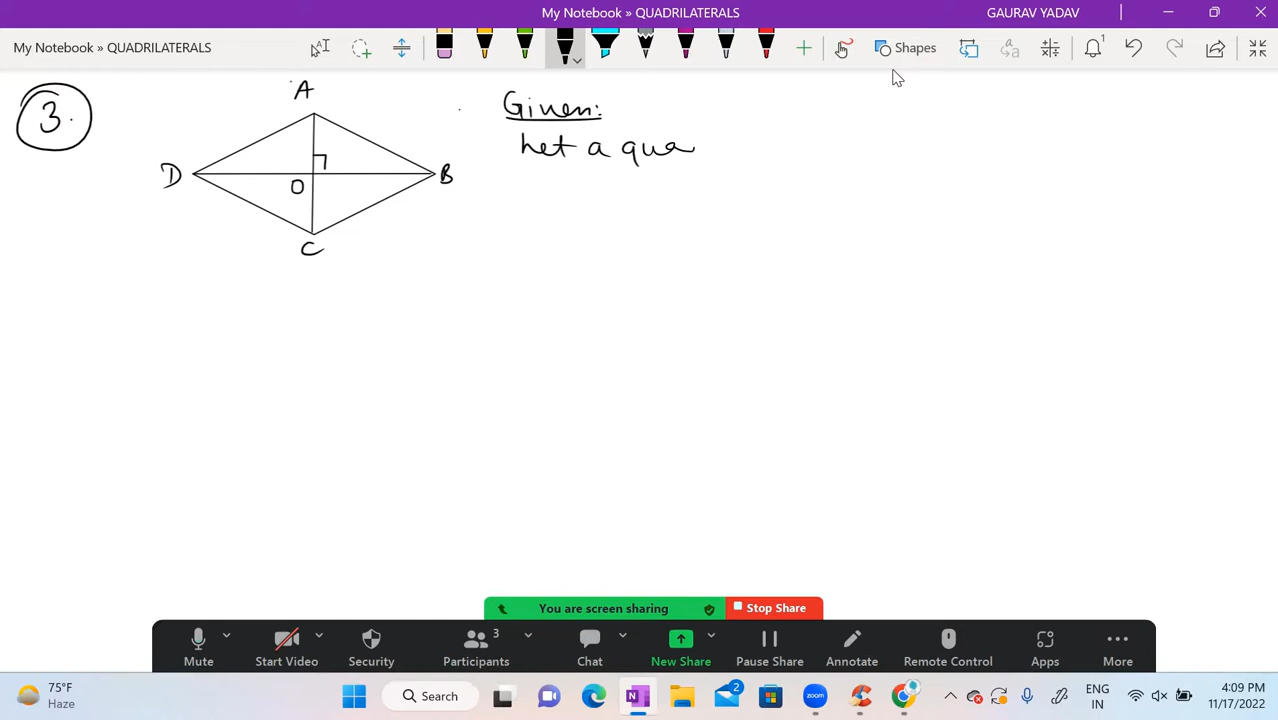 My Notebook » QUADRILATERALS
GAURAV YADAV
My Notebook » QUADRILATERALS
Shapes
3.
A
D
O
B
C
Given:
Let a qua
You are screen sharing
Stop Share
Mute
Start Video
Security
3
Participants
Chat
New Share
Pause Share
Annotate
Remote Control
Apps
More
75°F
Haze
Search
2
ENG
IN
4:09 PM
11/17/2022